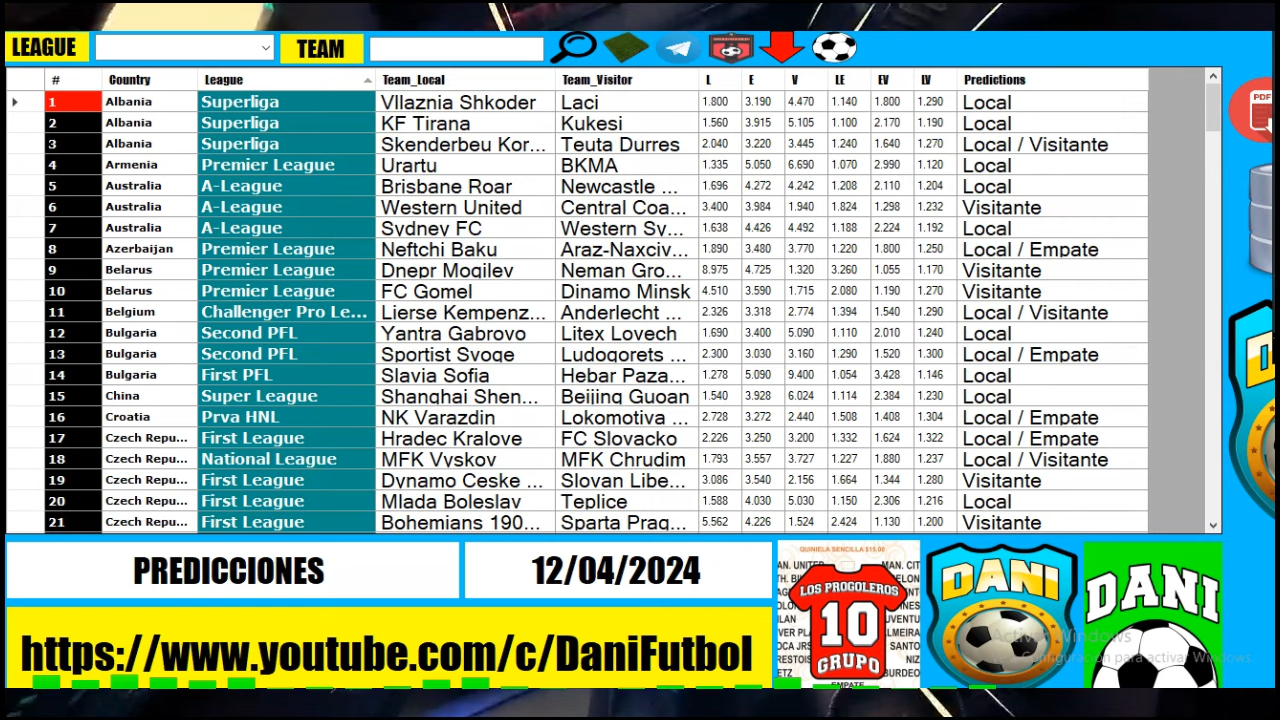 LEAGUE TEAM
# Country League Team_Local Team_Visitor L E V LE EV LV Predictions
1 Albania Superliga Vllaznia Shkoder Laci 1.800 3.190 4.470 1.140 1.800 1.290 Local
2 Albania Superliga KF Tirana Kukesi 1.560 3.915 5.105 1.100 2.170 1.190 Local
3 Albania Superliga Skenderbeu Kor... Teuta Durres 2.040 3.220 3.445 1.240 1.640 1.270 Local / Visitante
4 Armenia Premier League Urartu BKMA 1.335 5.050 6.690 1.070 2.990 1.120 Local
5 Australia A-League Brisbane Roar Newcastle ... 1.696 4.272 4.242 1.208 2.110 1.204 Local
6 Australia A-League Western United Central Coa... 3.400 3.984 1.940 1.824 1.298 1.232 Visitante
7 Australia A-League Sydney FC Western Sy... 1.638 4.426 4.492 1.188 2.224 1.192 Local
8 Azerbaijan Premier League Neftchi Baku Araz-Naxciv... 1.890 3.480 3.770 1.220 1.800 1.250 Local / Empate
9 Belarus Premier League Dnepr Mogilev Neman Gro... 8.975 4.725 1.320 3.260 1.055 1.170 Visitante
10 Belarus Premier League FC Gomel Dinamo Minsk 4.510 3.590 1.715 2.080 1.190 1.270 Visitante
11 Belgium Challenger Pro Le... Lierse Kempenz... Anderlecht ... 2.326 3.318 2.774 1.394 1.540 1.290 Local / Visitante
12 Bulgaria Second PFL Yantra Gabrovo Litex Lovech 1.690 3.400 5.090 1.110 2.010 1.240 Local
13 Bulgaria Second PFL Sportist Svoge Ludogorets ... 2.300 3.030 3.160 1.290 1.520 1.300 Local / Empate
14 Bulgaria First PFL Slavia Sofia Hebar Paza... 1.278 5.090 9.400 1.054 3.428 1.146 Local
15 China Super League Shanghai Shen... Beijing Guoan 1.540 3.928 6.024 1.114 2.384 1.230 Local
16 Croatia Prva HNL NK Varazdin Lokomotiva ... 2.728 3.272 2.440 1.508 1.408 1.304 Local / Empate
17 Czech Repu... First League Hradec Kralove FC Slovacko 2.226 3.250 3.200 1.332 1.624 1.322 Local / Empate
18 Czech Repu... National League MFK Vyskov MFK Chrudim 1.793 3.557 3.727 1.227 1.880 1.237 Local / Visitante
19 Czech Repu... First League Dynamo Ceske ... Slovan Libe... 3.086 3.540 2.156 1.664 1.344 1.280 Visitante
20 Czech Repu... First League Mlada Boleslav Teplice 1.588 4.030 5.030 1.150 2.306 1.216 Local
21 Czech Repu... First League Bohemians 190... Sparta Prag... 5.562 4.226 1.524 2.424 1.130 1.200 Visitante
PDF
PREDICCIONES
12/04/2024
https://www.youtube.com/c/DaniFutbol
QUINIELA SENCILLA $15.00
LOS PROGOLEROS
10
GRUPO
EMPATE
DANI
DANI